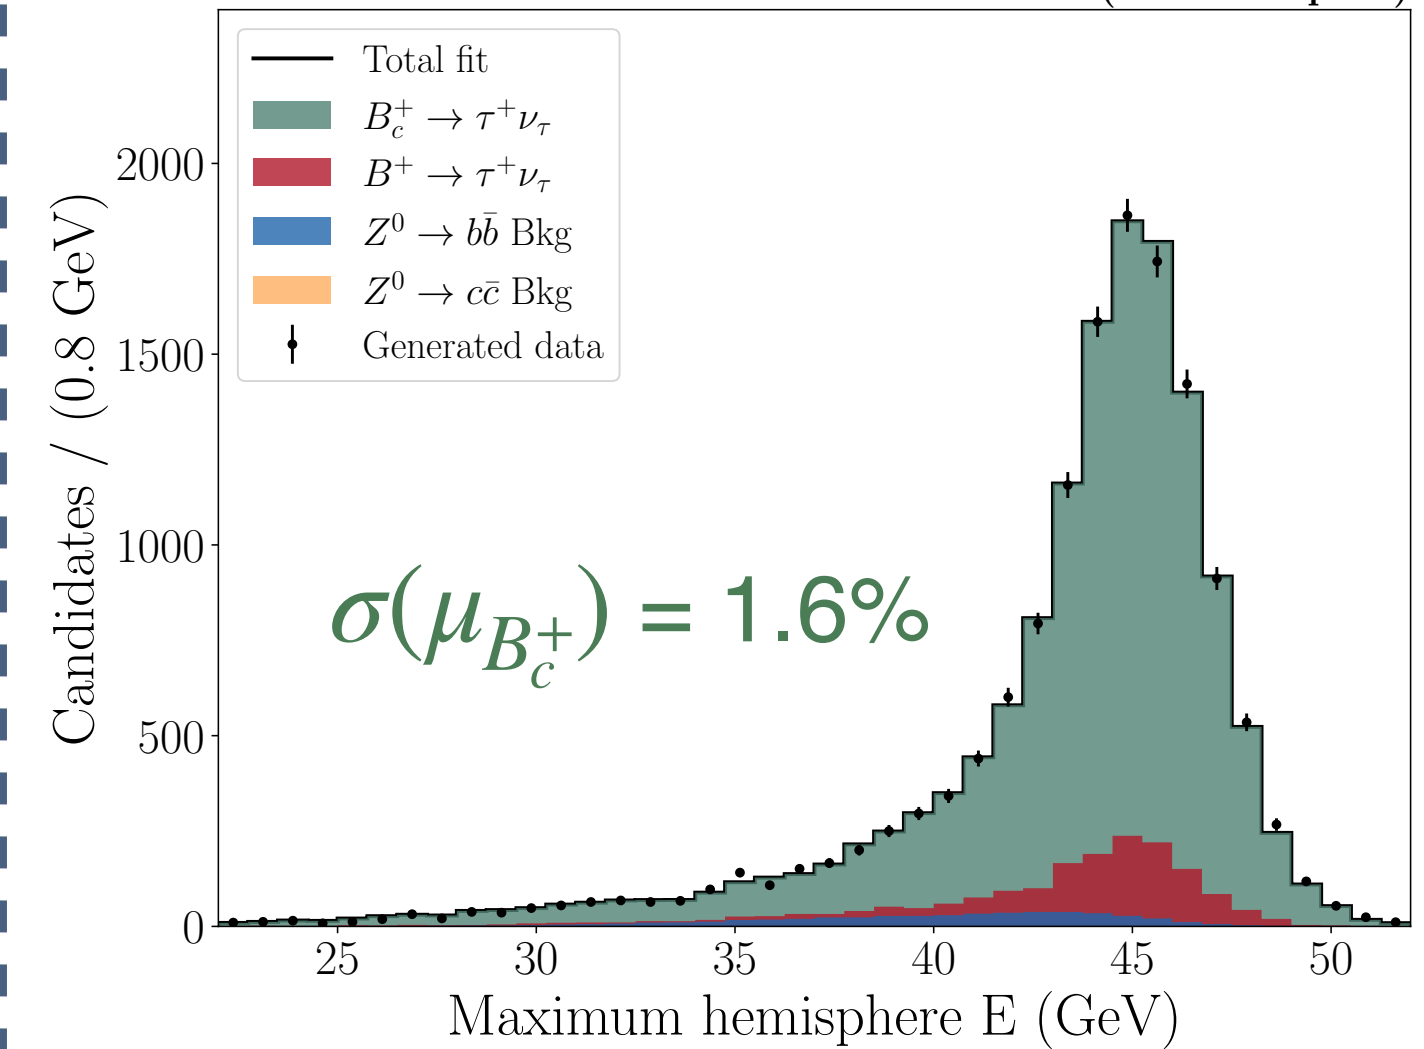 Total fit
B_c^+ → τ^+ν_τ
B^+ → τ^+ν_τ
Z^0 → bb̄ Bkg
Z^0 → cc̄ Bkg
Generated data
Candidates / (0.8 GeV)
2000
1500
1000
500
0
σ(μ_{B_c^+}) = 1.6%
25 30 35 40 45 50
Maximum hemisphere E (GeV)